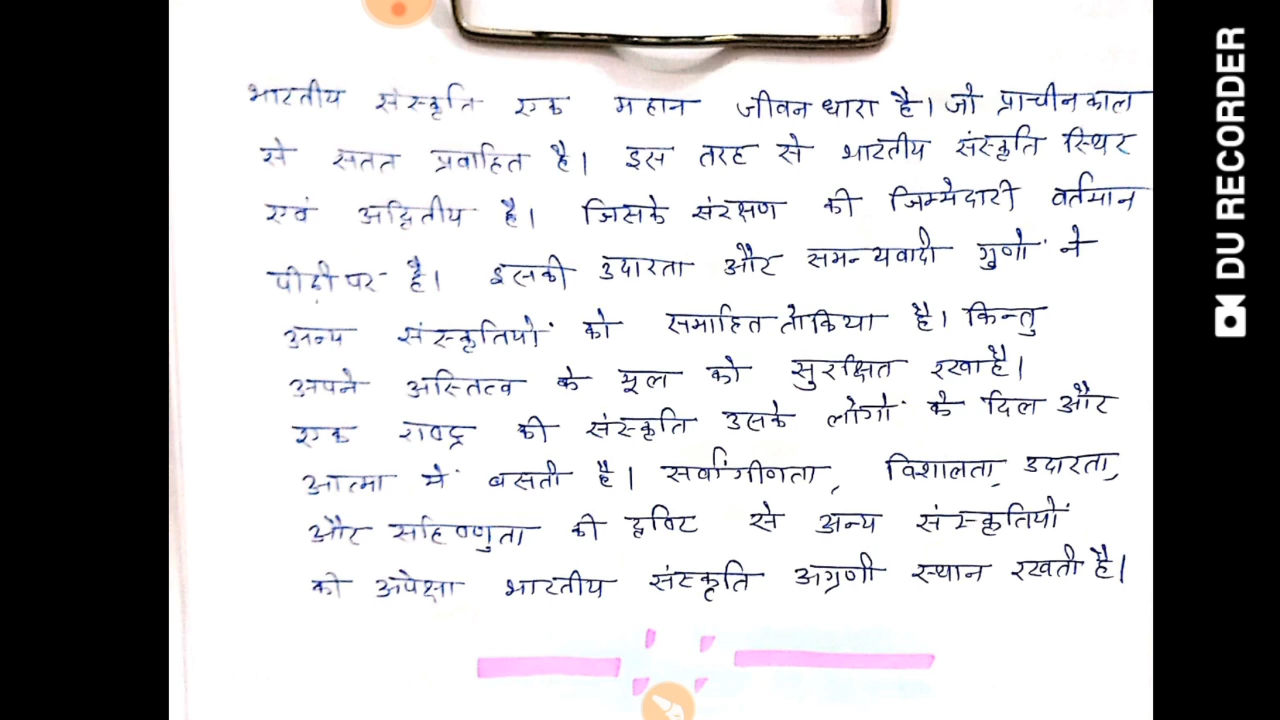 भारतीय संस्कृति एक महान जीवन धारा है। जो प्राचीन काल
से सतत प्रवाहित है। इस तरह से भारतीय संस्कृति स्थिर
एवं अद्वितीय है। जिसके संरक्षण की जिम्मेदारी वर्तमान
पीढ़ी पर है। इसकी उदारता और समन्यवादी गुणों ने
अन्य संस्कृतियों को समाहित तो किया है। किन्तु
अपने अस्तित्व के मूल को सुरक्षित रखा है।
एक राष्ट्र की संस्कृति उसके लोगों के दिल और
आत्मा में बसती है। सर्वांगीणता, विशालता, उदारता,
और सहिष्णुता की दृष्टि से अन्य संस्कृतियों
की अपेक्षा भारतीय संस्कृति अग्रणी स्थान रखती है।
DU RECORDER